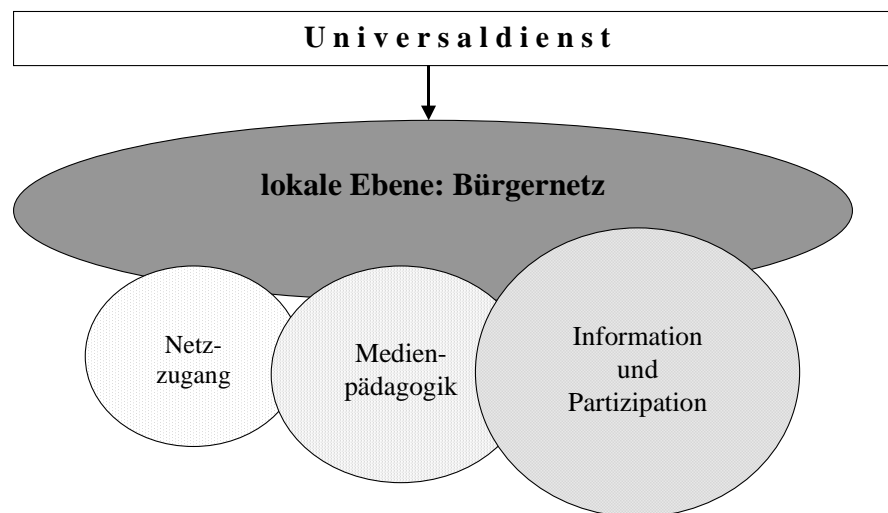 Universaldienst
lokale Ebene: Bürgernetz
Netz-
zugang
Medien-
pädagogik
Information
und
Partizipation